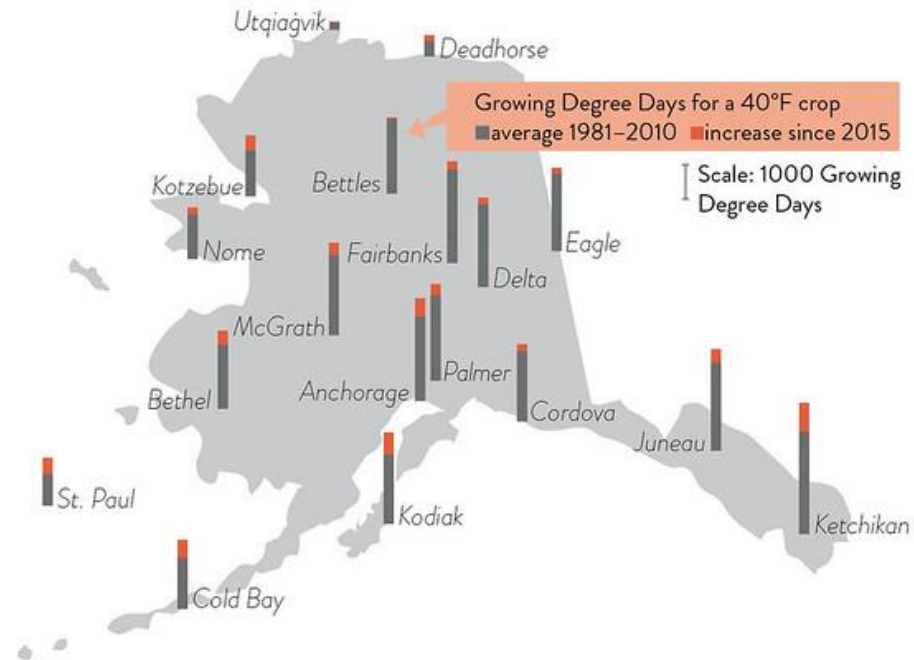 Utqiaġvik
Deadhorse
Growing Degree Days for a 40°F crop
average 1981–2010 increase since 2015
Scale: 1000 Growing
Degree Days
Kotzebue
Bettles
Nome
Fairbanks
Eagle
Delta
McGrath
Bethel
Anchorage
Palmer
Cordova
Juneau
St. Paul
Kodiak
Ketchikan
Cold Bay